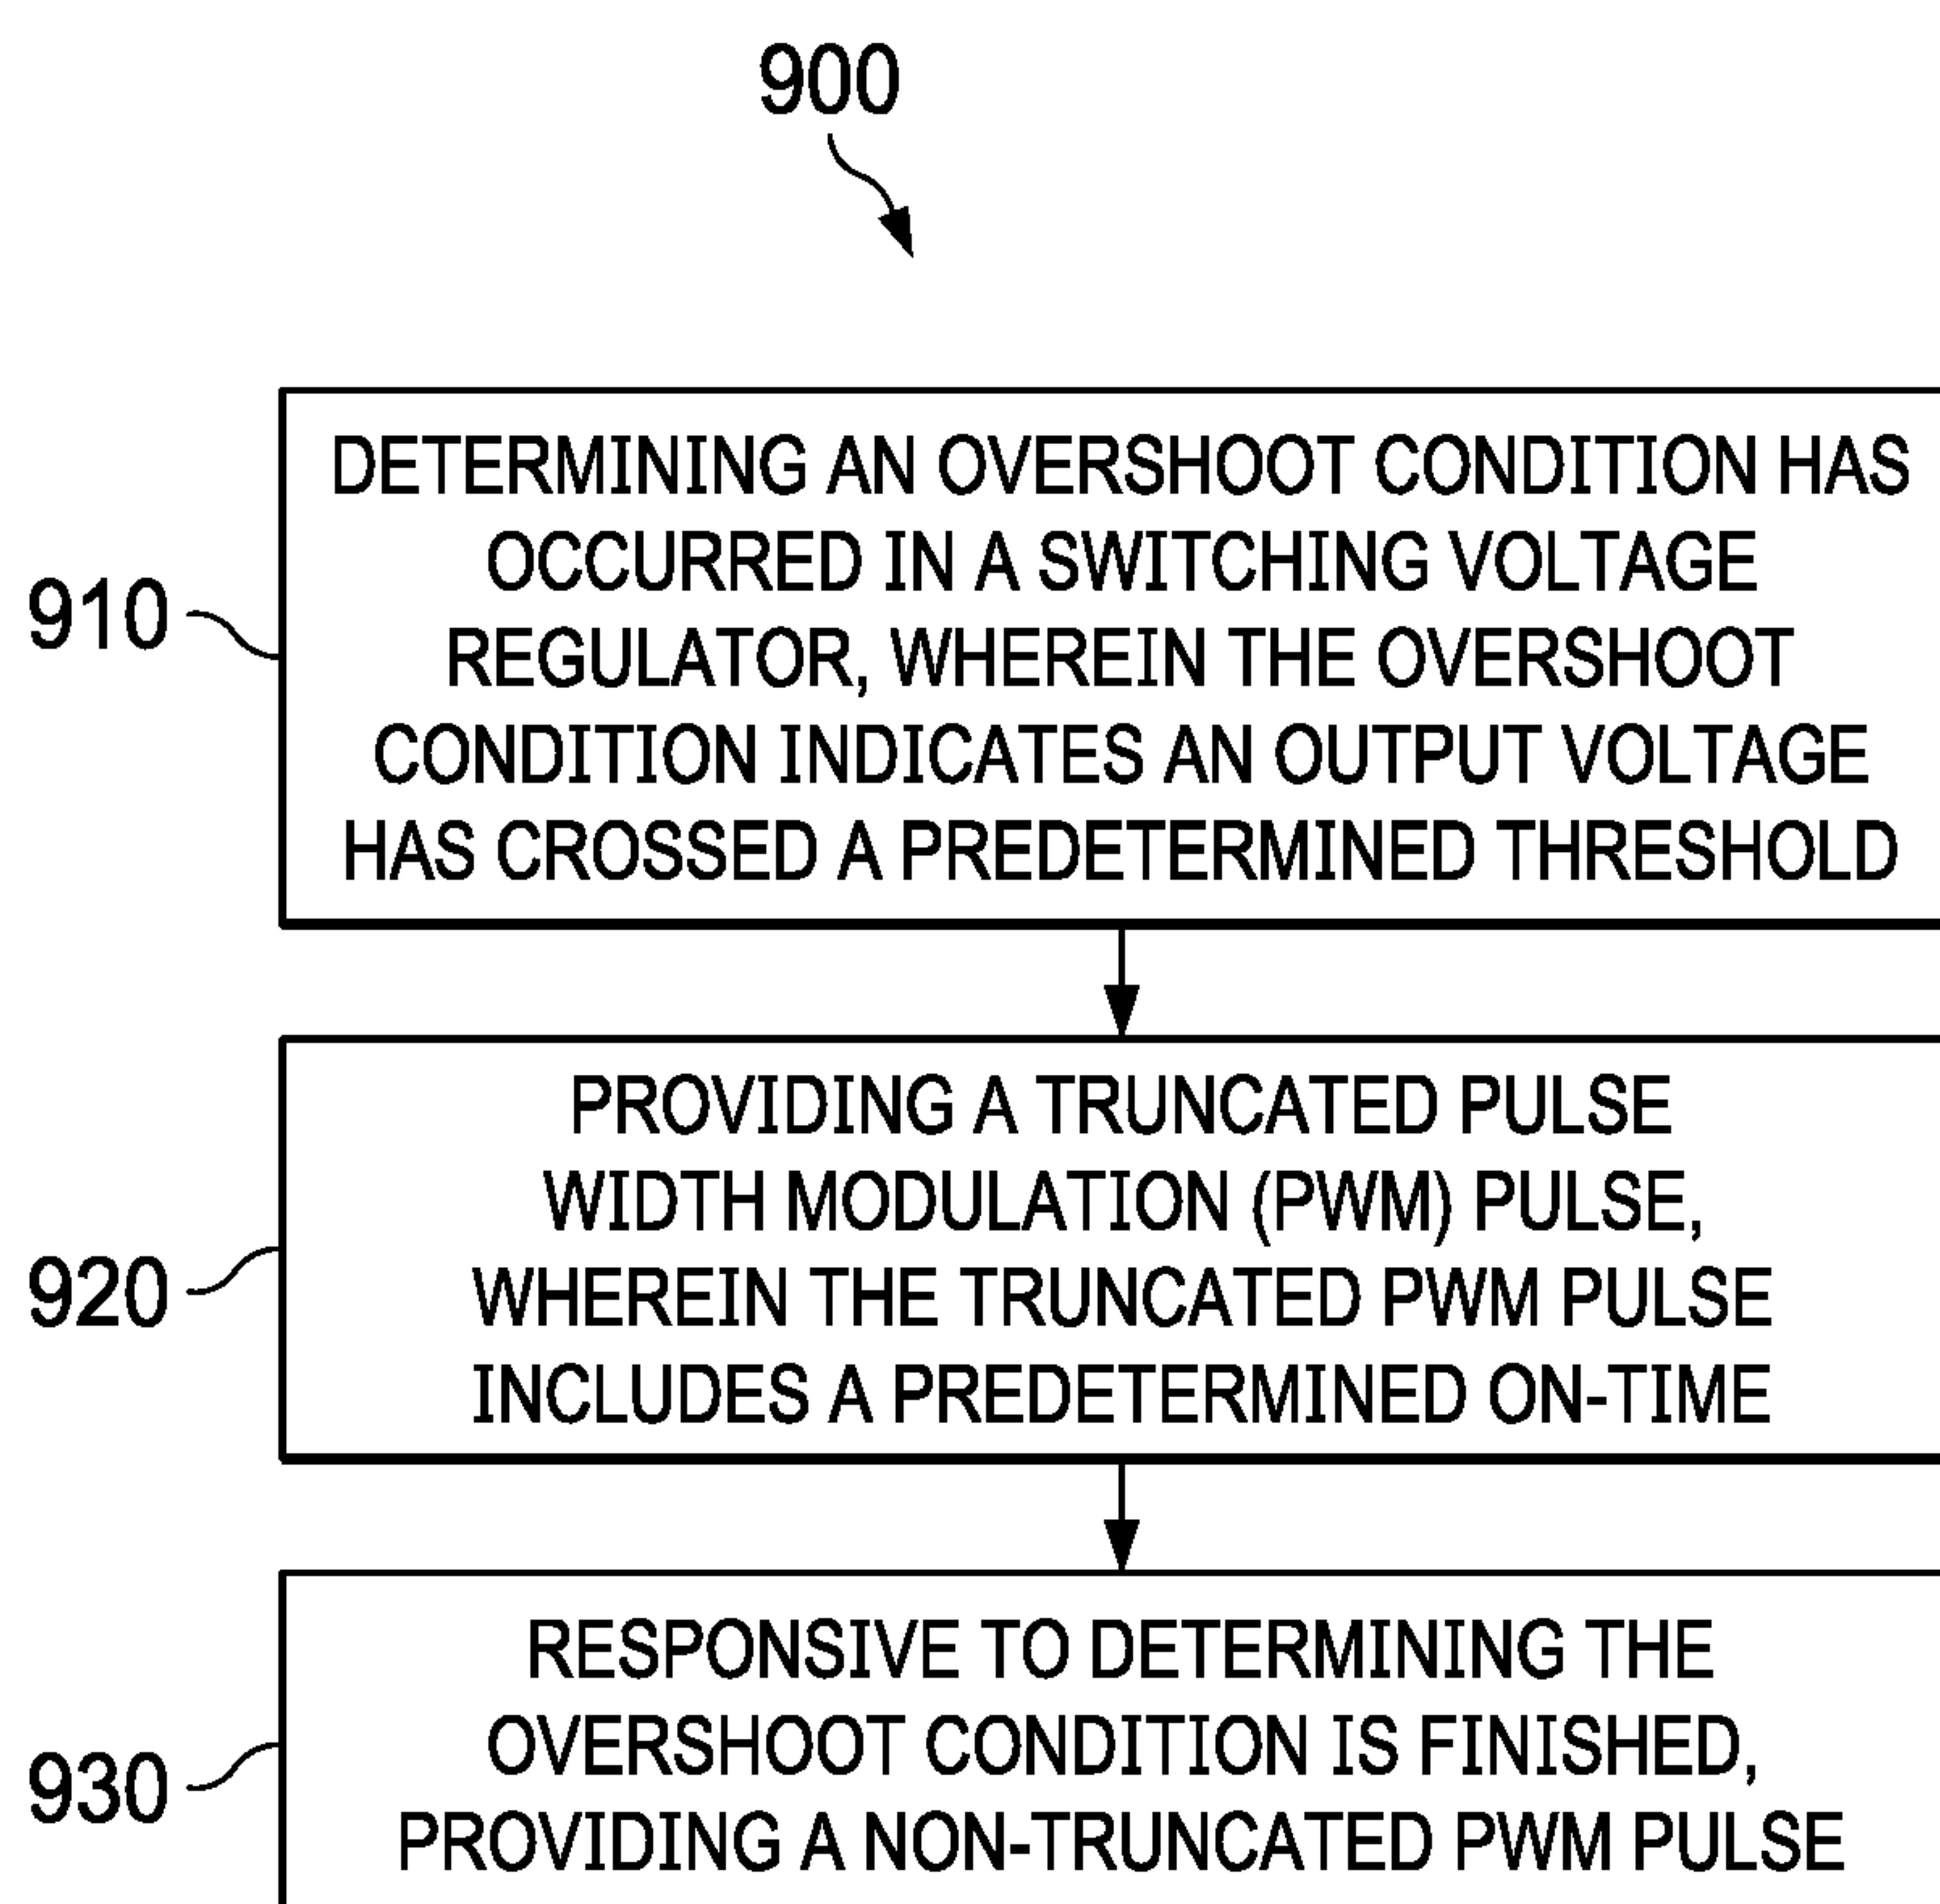 900
910
DETERMINING AN OVERSHOOT CONDITION HAS
OCCURRED IN A SWITCHING VOLTAGE
REGULATOR, WHEREIN THE OVERSHOOT
CONDITION INDICATES AN OUTPUT VOLTAGE
HAS CROSSED A PREDETERMINED THRESHOLD
920
PROVIDING A TRUNCATED PULSE
WIDTH MODULATION (PWM) PULSE,
WHEREIN THE TRUNCATED PWM PULSE
INCLUDES A PREDETERMINED ON-TIME
930
RESPONSIVE TO DETERMINING THE
OVERSHOOT CONDITION IS FINISHED,
PROVIDING A NON-TRUNCATED PWM PULSE